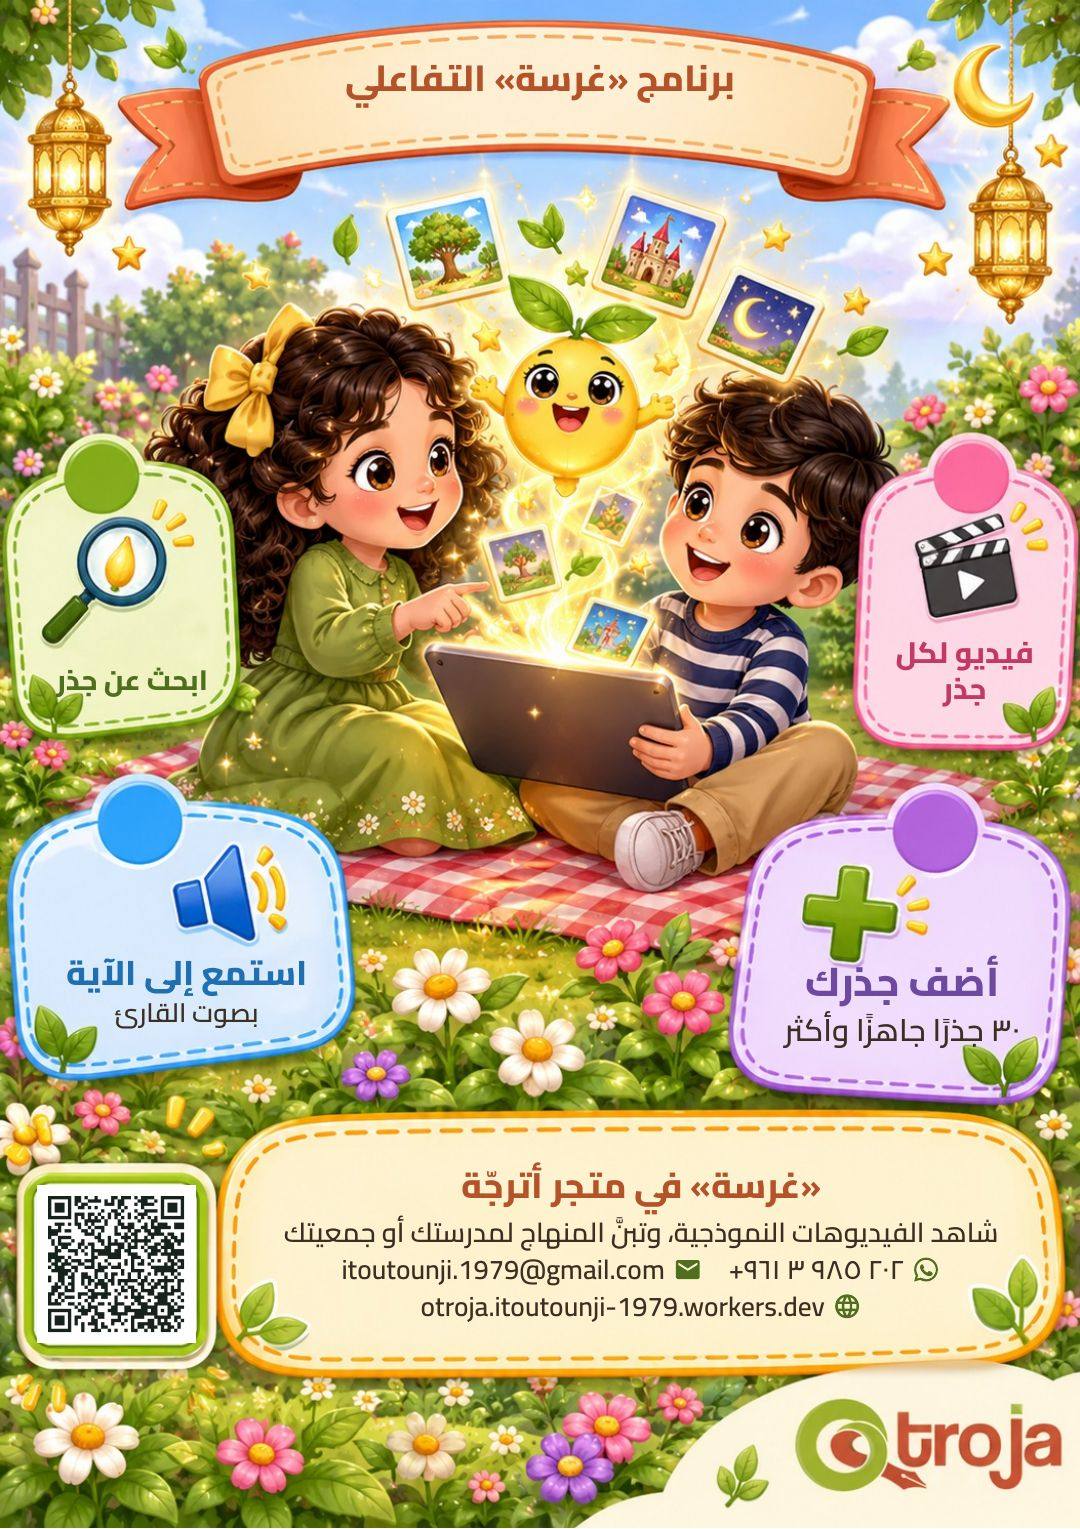 برنامج «غرسة» التفاعلي
فيديو لكل
جذر
ابحث عن جذر
أضف جذرك
٣٠ جذرًا جاهزًا وأكثر
استمع إلى الآية
بصوت القارئ
«غرسة» في متجر أترجّة
شاهد الفيديوهات النموذجية، وتبنَّ المنهاج لمدرستك أو جمعيتك
+٩٦١ ٣ ٩٨٥ ٢٠٢ itoutounji.1979@gmail.com
otroja.itoutounji-1979.workers.dev
Otroja